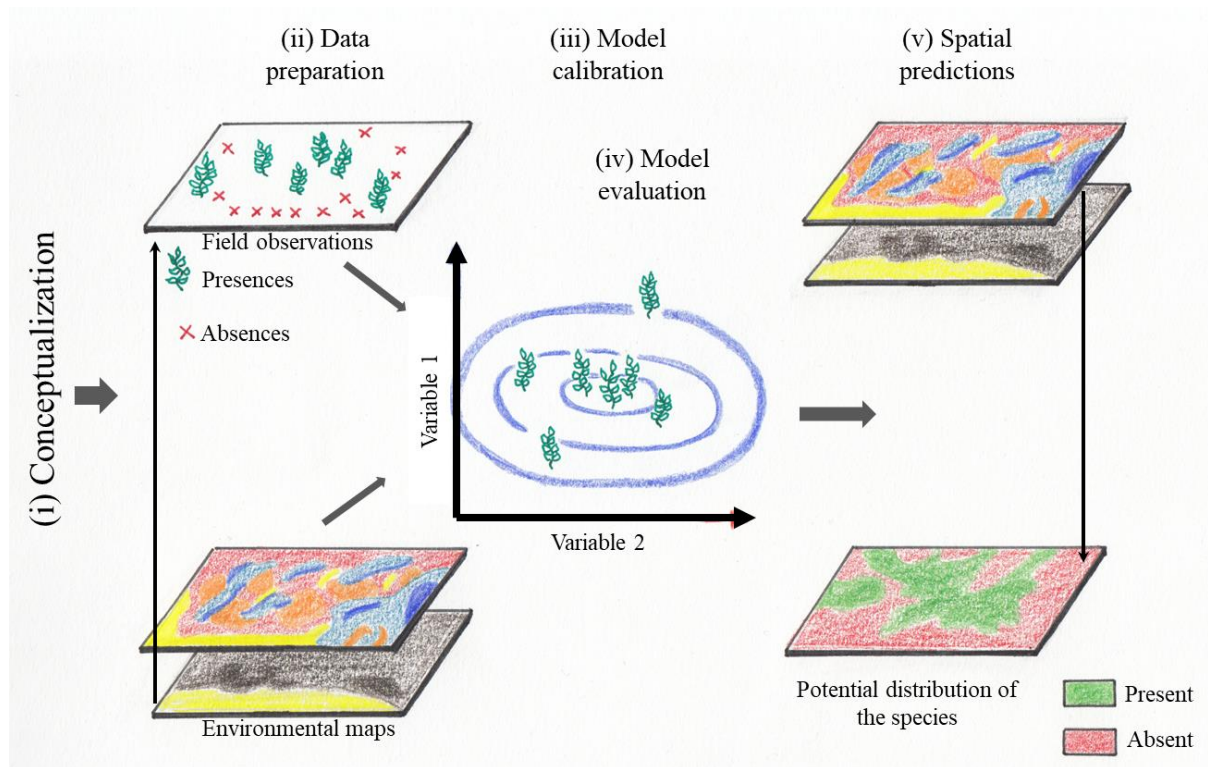 (i) Conceptualization
(ii) Data
preparation
Field observations
Presences
Absences
Environmental maps
(iii) Model
calibration
(iv) Model
evaluation
Variable 1
Variable 2
(v) Spatial
predictions
Potential distribution of
the species
Present
Absent